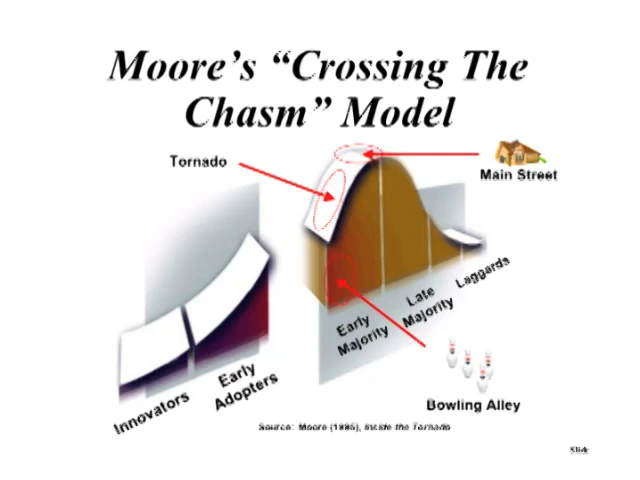 Moore's “Crossing The
Chasm” Model
Tornado
Main Street
Early
Majority
Late
Majority
Laggards
Innovators
Early
Adopters
Bowling Alley
Source: Moore (1995), Inside the Tornado
Slide